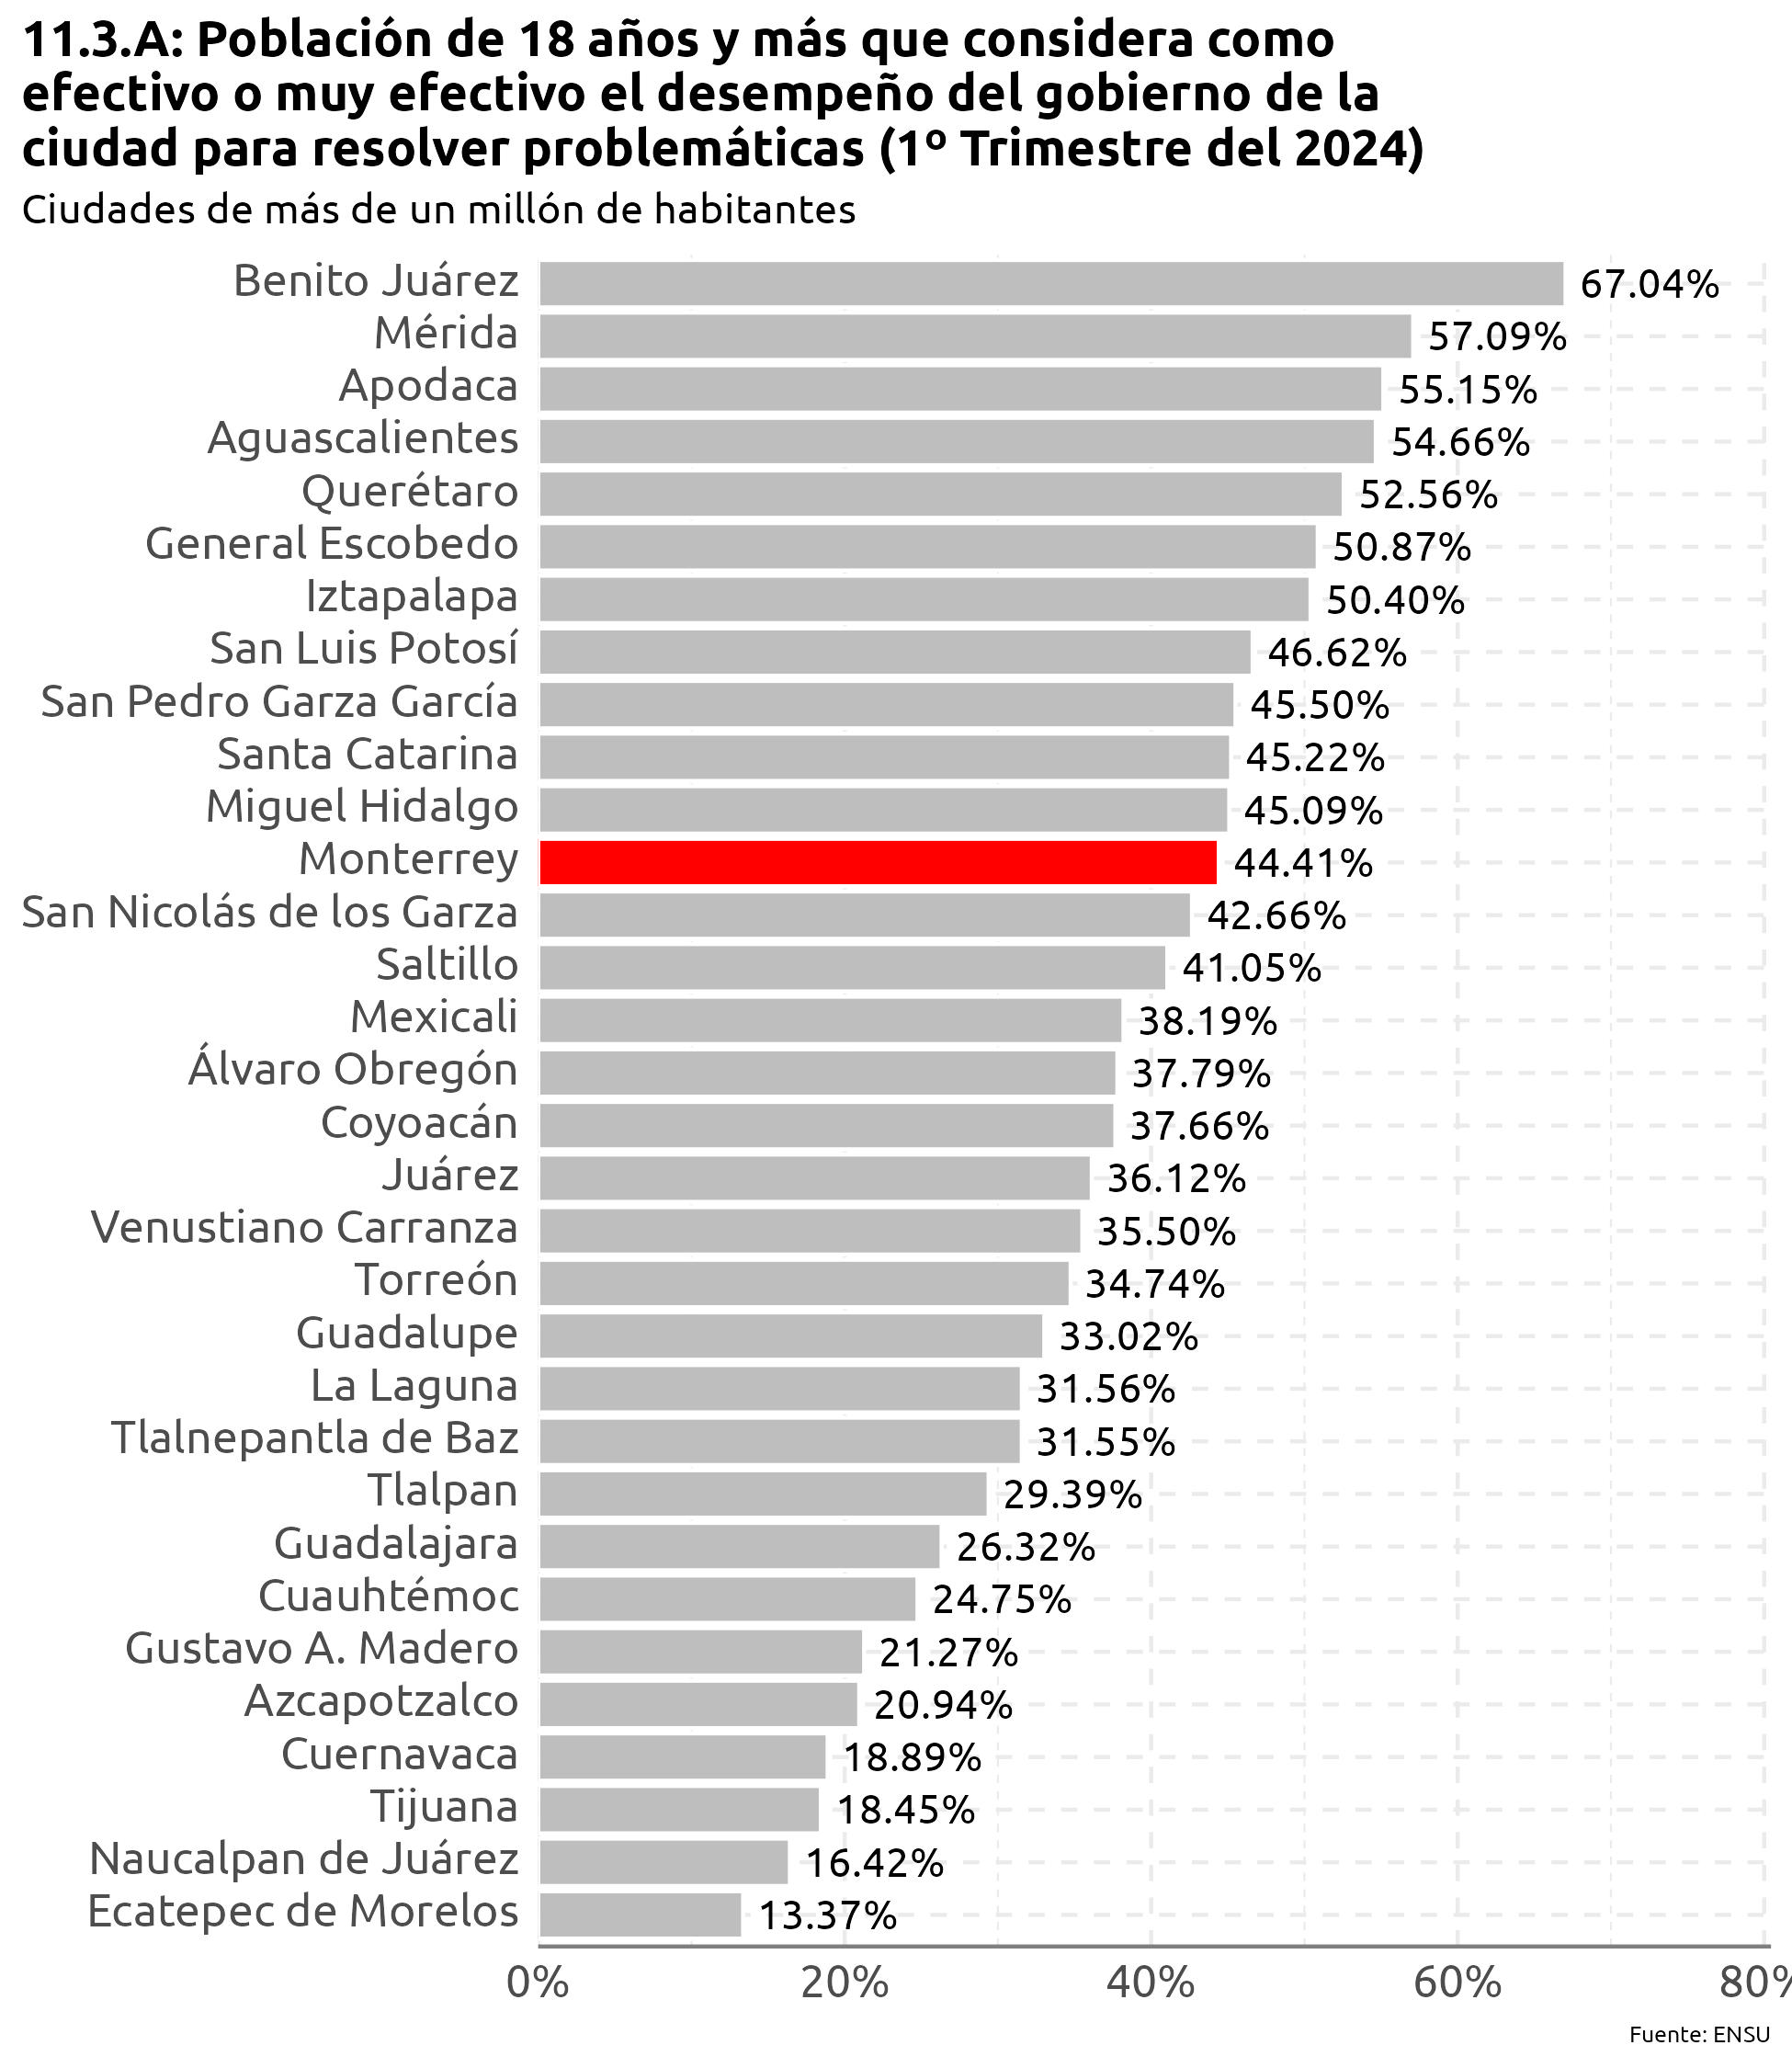 11.3.A: Población de 18 años y más que considera como
efectivo o muy efectivo el desempeño del gobierno de la
ciudad para resolver problemáticas (1º Trimestre del 2024)
Ciudades de más de un millón de habitantes
Benito Juárez 67.04%
Mérida 57.09%
Apodaca 55.15%
Aguascalientes 54.66%
Querétaro 52.56%
General Escobedo 50.87%
Iztapalapa 50.40%
San Luis Potosí 46.62%
San Pedro Garza García 45.50%
Santa Catarina 45.22%
Miguel Hidalgo 45.09%
Monterrey 44.41%
San Nicolás de los Garza 42.66%
Saltillo 41.05%
Mexicali 38.19%
Álvaro Obregón 37.79%
Coyoacán 37.66%
Juárez 36.12%
Venustiano Carranza 35.50%
Torreón 34.74%
Guadalupe 33.02%
La Laguna 31.56%
Tlalnepantla de Baz 31.55%
Tlalpan 29.39%
Guadalajara 26.32%
Cuauhtémoc 24.75%
Gustavo A. Madero 21.27%
Azcapotzalco 20.94%
Cuernavaca 18.89%
Tijuana 18.45%
Naucalpan de Juárez 16.42%
Ecatepec de Morelos 13.37%
0% 20% 40% 60% 80%
Fuente: ENSU